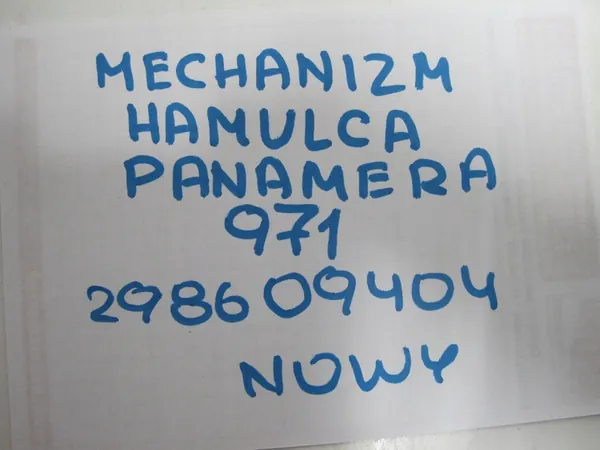 MECHANIZM
HAMULCA
PANAMERA
971
298609404
NOWY